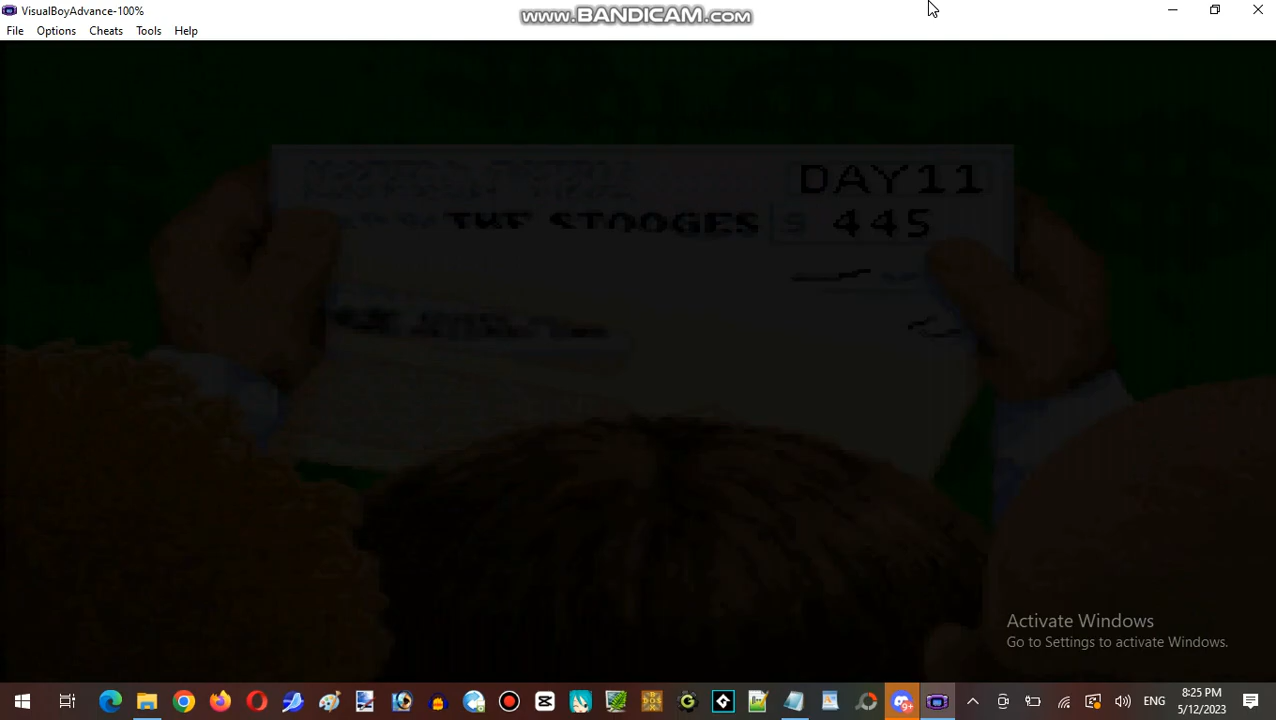 VisualBoyAdvance-100%
www.BANDICAM.com
File Options Cheats Tools Help
DAY11
THE STOOGES $ 445
Activate Windows
Go to Settings to activate Windows.
ENG
8:25 PM
5/12/2023
9+